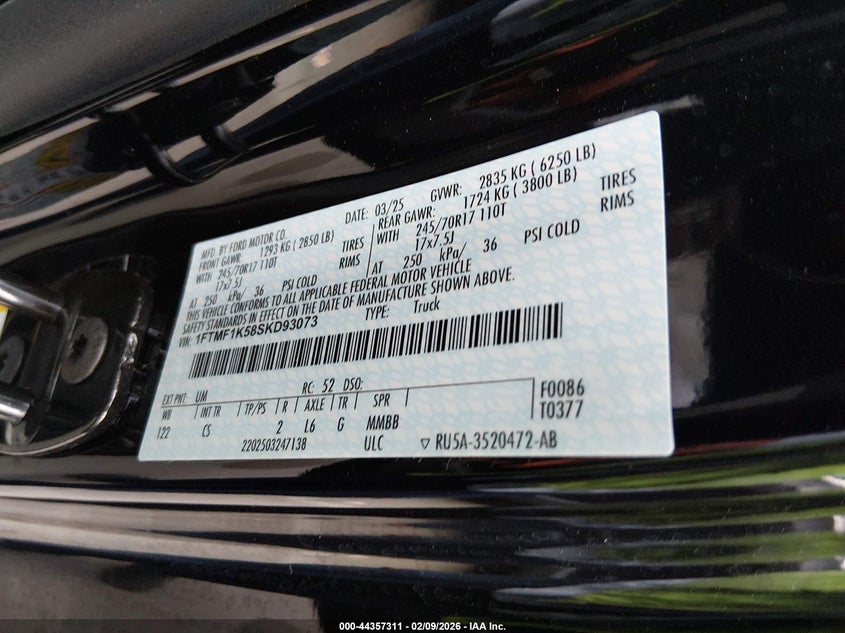 MFD. BY FORD MOTOR CO.
DATE: 03/25
GVWR: 2835 KG ( 6250 LB)
FRONT GAWR: 1293 KG ( 2850 LB)
REAR GAWR: 1724 KG ( 3800 LB)
WITH 245/70R17 110T TIRES
WITH 245/70R17 110T TIRES
17x7.5J RIMS
17x7.5J RIMS
AT 250 kPa/ 36 PSI COLD
AT 250 kPa/ 36 PSI COLD
THIS VEHICLE CONFORMS TO ALL APPLICABLE FEDERAL MOTOR VEHICLE
SAFETY STANDARDS IN EFFECT ON THE DATE OF MANUFACTURE SHOWN ABOVE.
VIN: 1FTMF1K58SKD93073
TYPE: Truck
EXT PNT: UM RC: 52 DSO:
F0086
T0377
WB INT TR TP/PS R AXLE TR SPR
122 CS 2 L6 G MMBB
2202503247138 ULC
▽ RU5A-3520472-AB
000-44357311 - 02/09/2026 - IAA Inc.